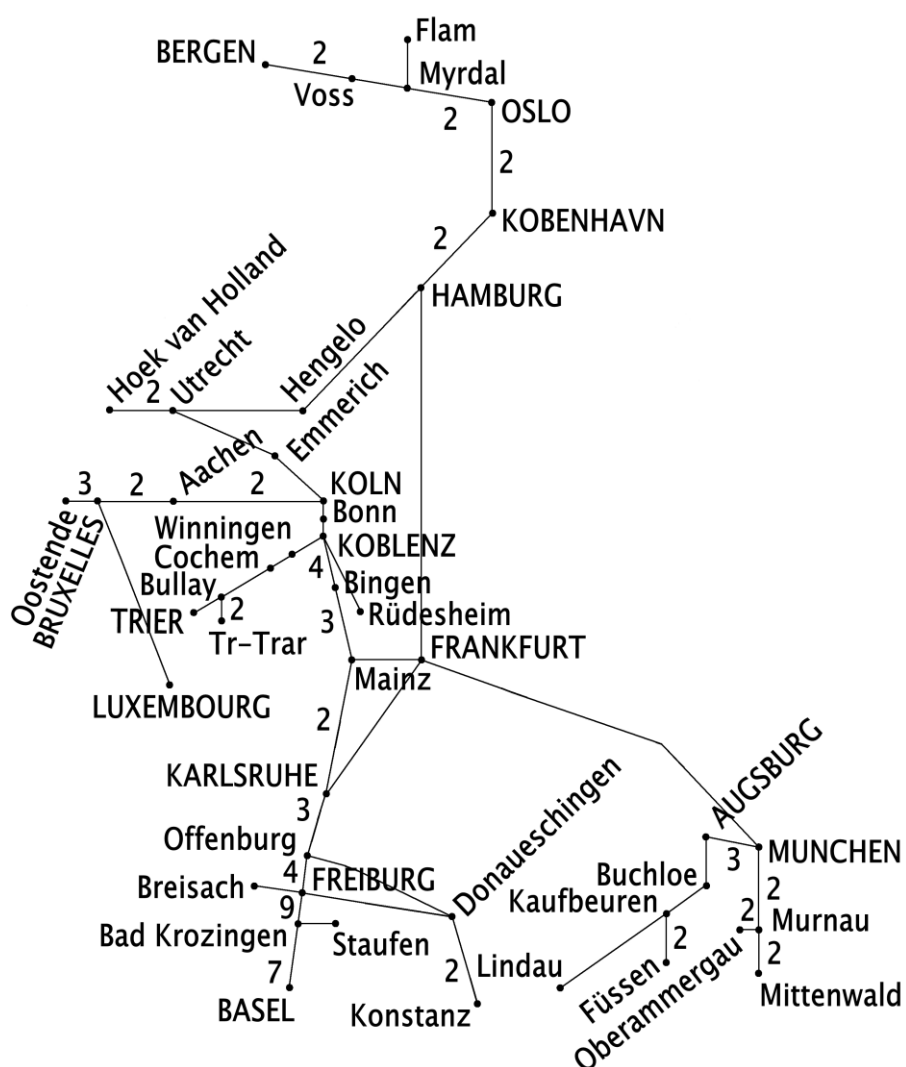 Flam
BERGEN
2
Voss
Myrdal
2
OSLO
2
KOBENHAVN
2
HAMBURG
Hoek van Holland
2
Utrecht
Hengelo
Emmerich
Aachen
3
2
2
KOLN
Bonn
Oostende
BRUXELLES
Winningen
KOBLENZ
Cochem
4
Bullay
Bingen
TRIER
2
3
Rüdesheim
Tr-Trar
FRANKFURT
Mainz
LUXEMBOURG
2
KARLSRUHE
3
AUGSBURG
Offenburg
Donaueschingen
4
3
MUNCHEN
Breisach
FREIBURG
Buchloe
2
9
Kaufbeuren
2
Murnau
Bad Krozingen
Staufen
2
2
7
2
Lindau
Füssen
Oberammergau
Mittenwald
BASEL
Konstanz